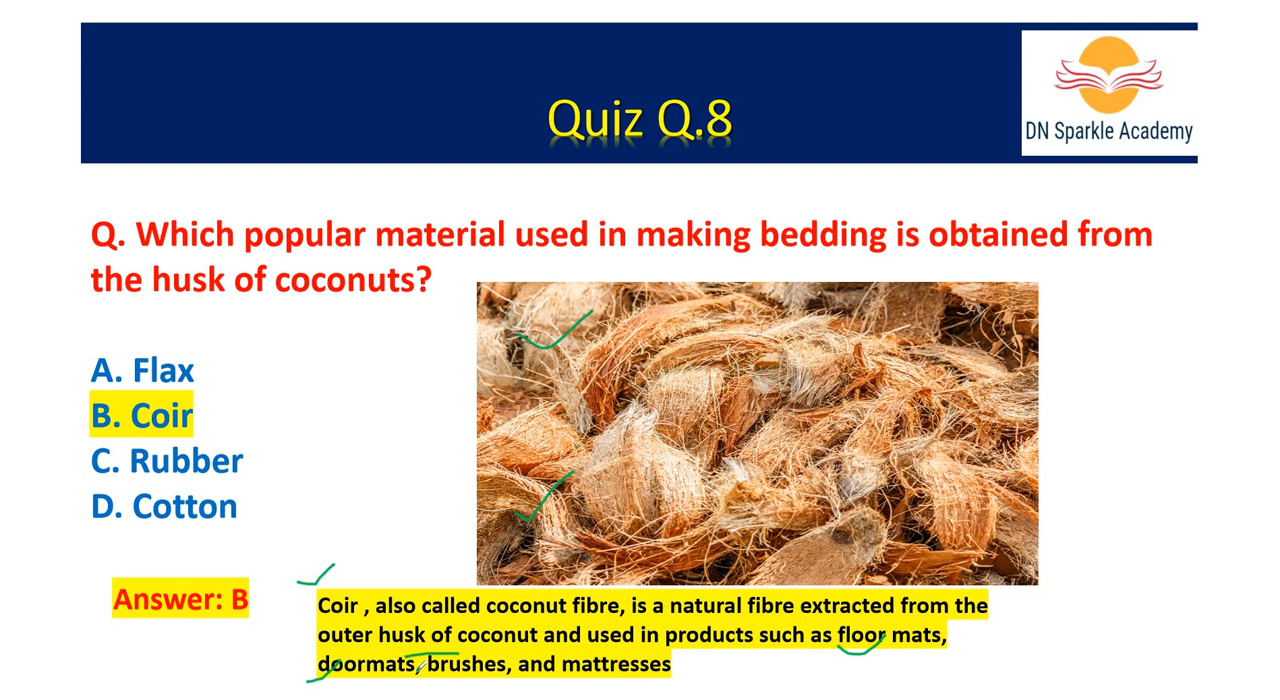 Quiz Q.8
DN Sparkle Academy
Q. Which popular material used in making bedding is obtained from
the husk of coconuts?
A. Flax
B. Coir
C. Rubber
D. Cotton
Answer: B
Coir , also called coconut fibre, is a natural fibre extracted from the
outer husk of coconut and used in products such as floor mats,
doormats, brushes, and mattresses